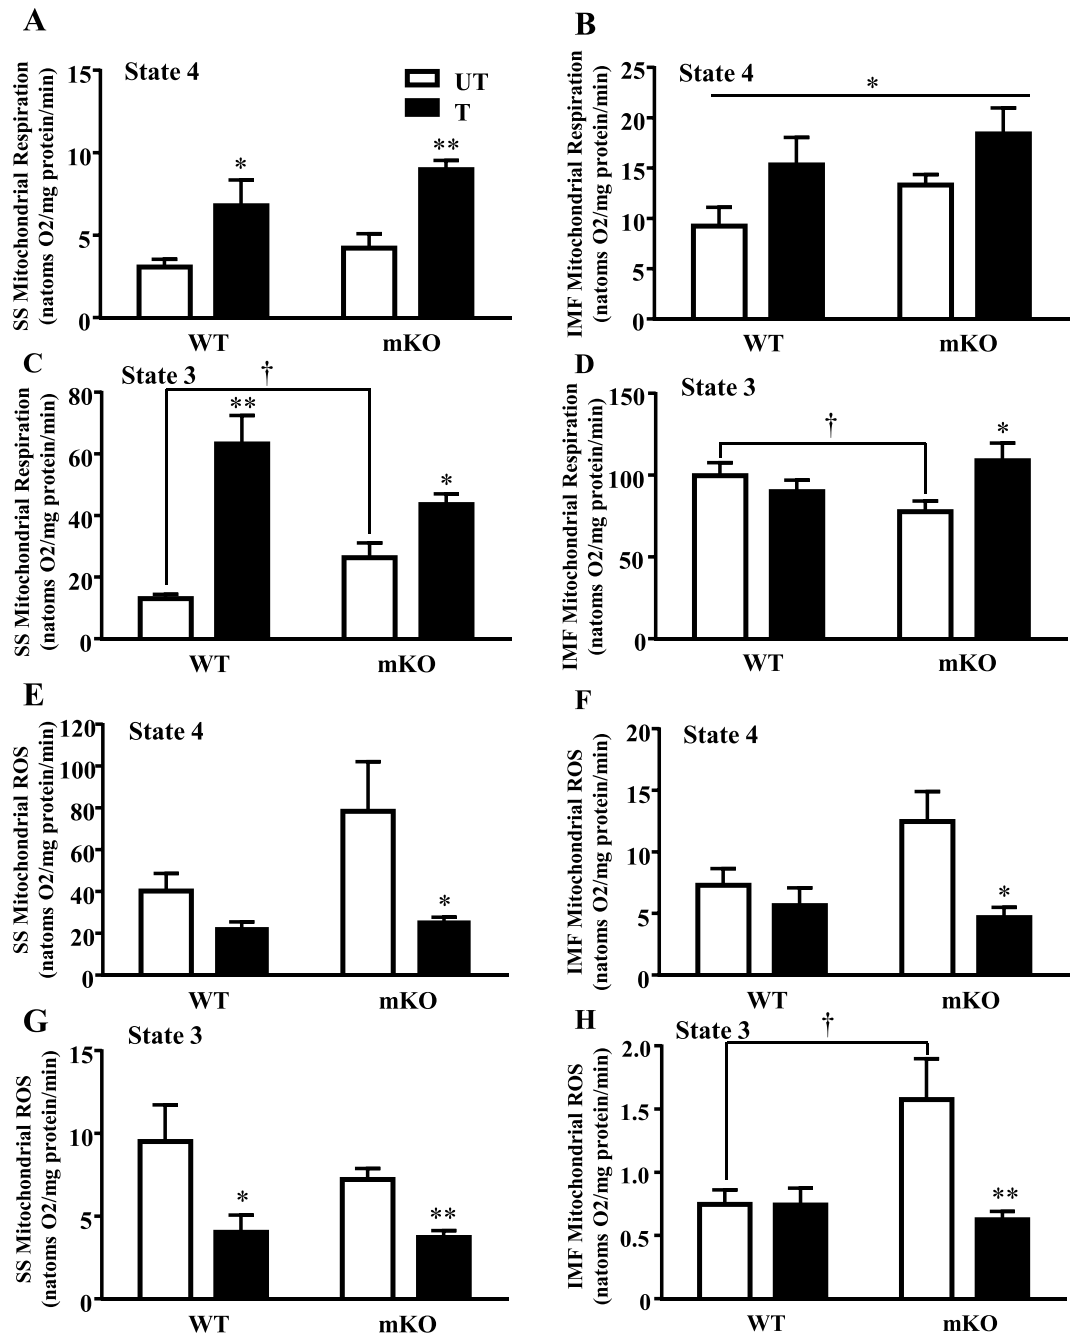 A
State 4
UT
T
SS Mitochondrial Respiration
(natoms O2/mg protein/min)
15
10
5
0
*
**
WT
mKO
B
State 4
IMF Mitochondrial Respiration
(natoms O2/mg protein/min)
25
20
15
10
5
0
*
WT
mKO
C
State 3
SS Mitochondrial Respiration
(natoms O2/mg protein/min)
80
60
40
20
0
†
**
*
WT
mKO
D
State 3
IMF Mitochondrial Respiration
(natoms O2/mg protein/min)
150
100
50
0
†
*
WT
mKO
E
State 4
SS Mitochondrial ROS
(natoms O2/mg protein/min)
120
100
80
60
40
20
0
*
WT
mKO
F
State 4
IMF Mitochondrial ROS
(natoms O2/mg protein/min)
20
15
10
5
0
*
WT
mKO
G
State 3
SS Mitochondrial ROS
(natoms O2/mg protein/min)
15
10
5
0
*
**
WT
mKO
H
State 3
IMF Mitochondrial ROS
(natoms O2/mg protein/min)
2.0
1.5
1.0
0.5
0
†
**
WT
mKO